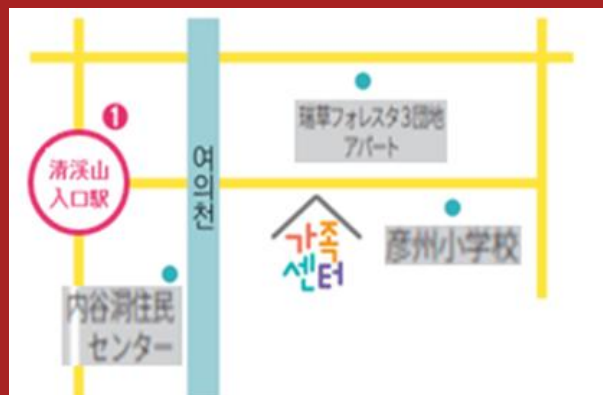 ❶
瑞草フォレスタ3団地
アパート
清渓山
入口駅
여의천
가족
센터
彦州小学校
内谷洞住民
センター